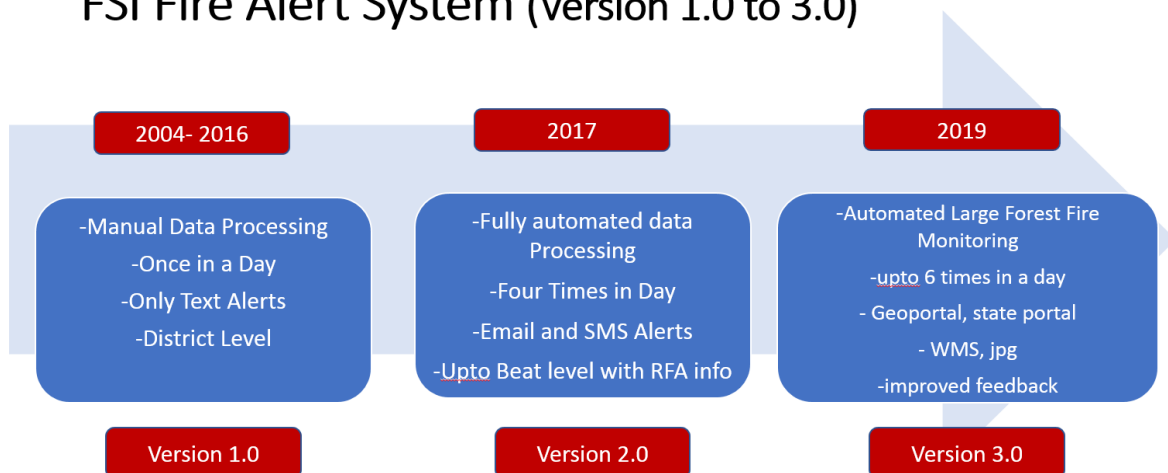 FSI Fire Alert System (Version 1.0 to 3.0)
2004- 2016
2017
2019
-Manual Data Processing
-Once in a Day
-Only Text Alerts
-District Level
-Fully automated data
Processing
-Four Times in Day
-Email and SMS Alerts
-Upto Beat level with RFA info
-Automated Large Forest Fire
Monitoring
-upto 6 times in a day
- Geoportal, state portal
- WMS, jpg
-improved feedback
Version 1.0
Version 2.0
Version 3.0